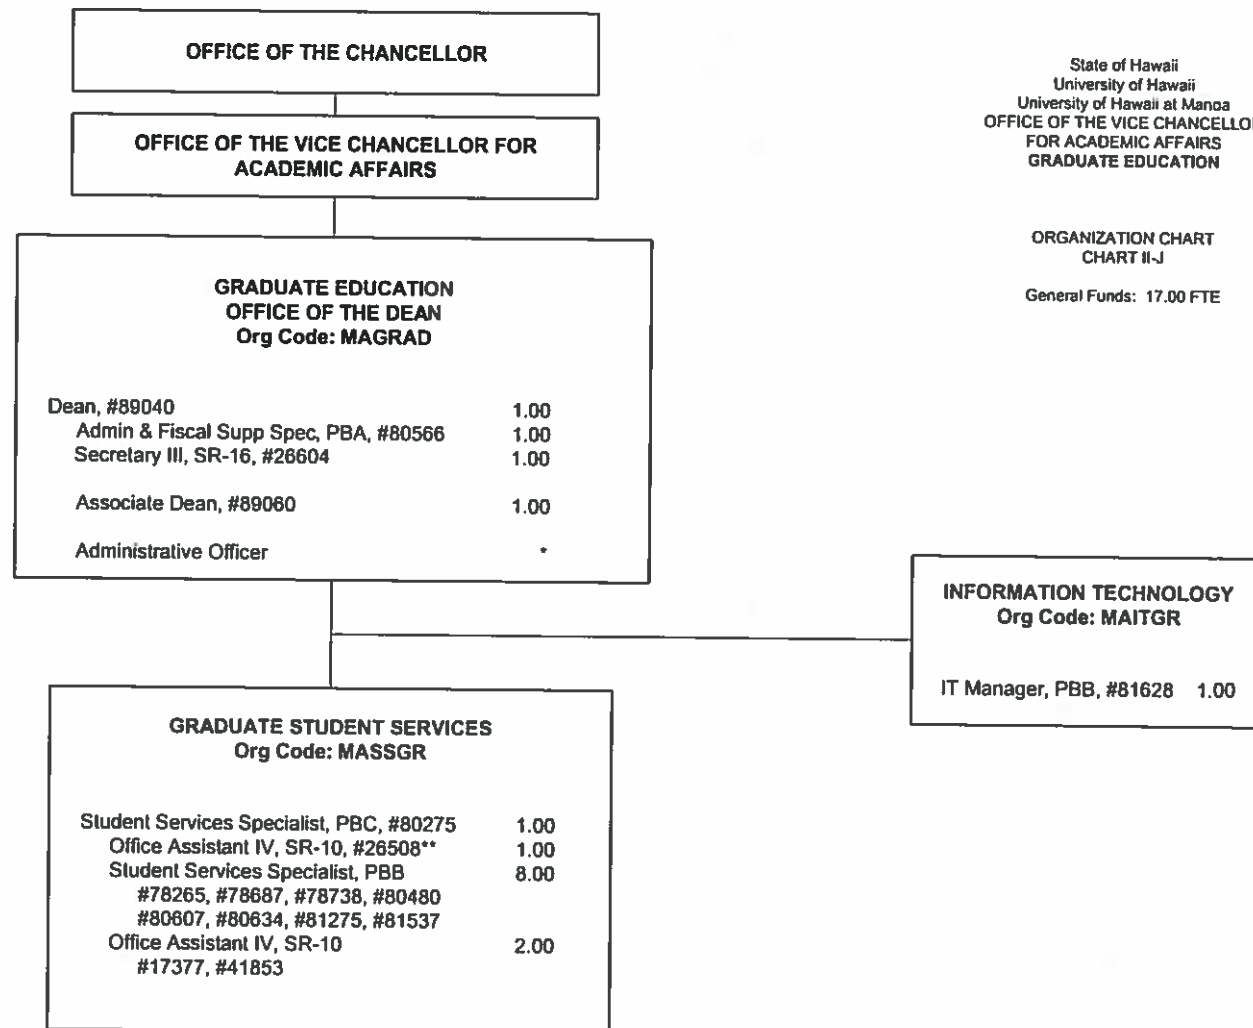 OFFICE OF THE CHANCELLOR
OFFICE OF THE VICE CHANCELLOR FOR
ACADEMIC AFFAIRS
State of Hawaii
University of Hawaii
University of Hawaii at Manoa
OFFICE OF THE VICE CHANCELLOR
FOR ACADEMIC AFFAIRS
GRADUATE EDUCATION
ORGANIZATION CHART
CHART II-J
General Funds: 17.00 FTE
GRADUATE EDUCATION
OFFICE OF THE DEAN
Org Code: MAGRAD
Dean, #89040 1.00
Admin & Fiscal Supp Spec, PBA, #80566 1.00
Secretary III, SR-16, #26604 1.00
Associate Dean, #89060 1.00
Administrative Officer *
INFORMATION TECHNOLOGY
Org Code: MAITGR
IT Manager, PBB, #81628 1.00
GRADUATE STUDENT SERVICES
Org Code: MASSGR
Student Services Specialist, PBC, #80275 1.00
Office Assistant IV, SR-10, #26508** 1.00
Student Services Specialist, PBB 8.00
#78265, #78687, #78738, #80480
#80607, #80634, #81275, #81537
Office Assistant IV, SR-10 2.00
#17377, #41853